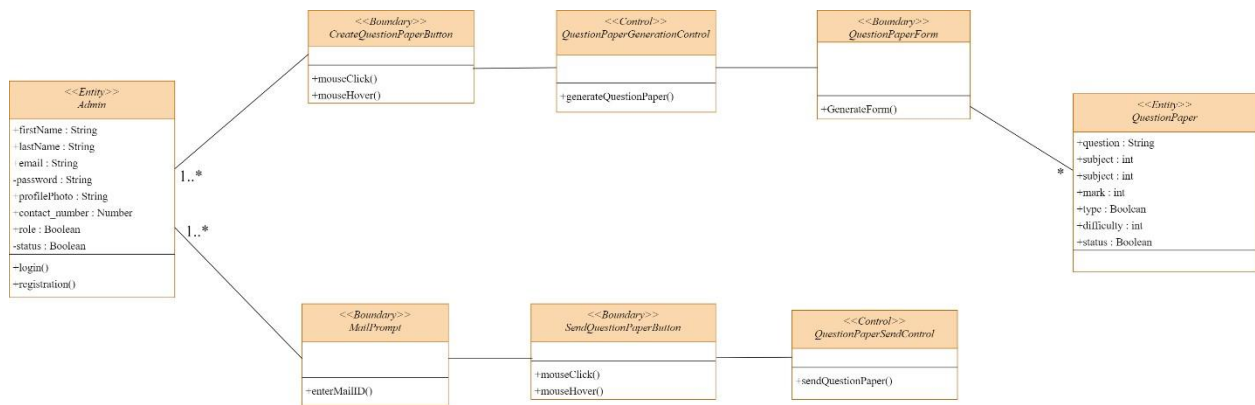 <<Boundary>>
CreateQuestionPaperButton
+mouseClick()
+mouseHover()
<<Control>>
QuestionPaperGenerationControl
+generateQuestionPaper()
<<Boundary>>
QuestionPaperForm
+GenerateForm()
<<Entity>>
Admin
+firstName : String
+lastName : String
+email : String
-password : String
+profilePhoto : String
+contact_number : Number
+role : Boolean
-status : Boolean
+login()
+registration()
1..*
1..*
<<Entity>>
QuestionPaper
+question : String
+subject : int
+subject : int
+mark : int
+type : Boolean
+difficulty : int
+status : Boolean
*
<<Boundary>>
MailPrompt
+enterMailID()
<<Boundary>>
SendQuestionPaperButton
+mouseClick()
+mouseHover()
<<Control>>
QuestionPaperSendControl
+sendQuestionPaper()